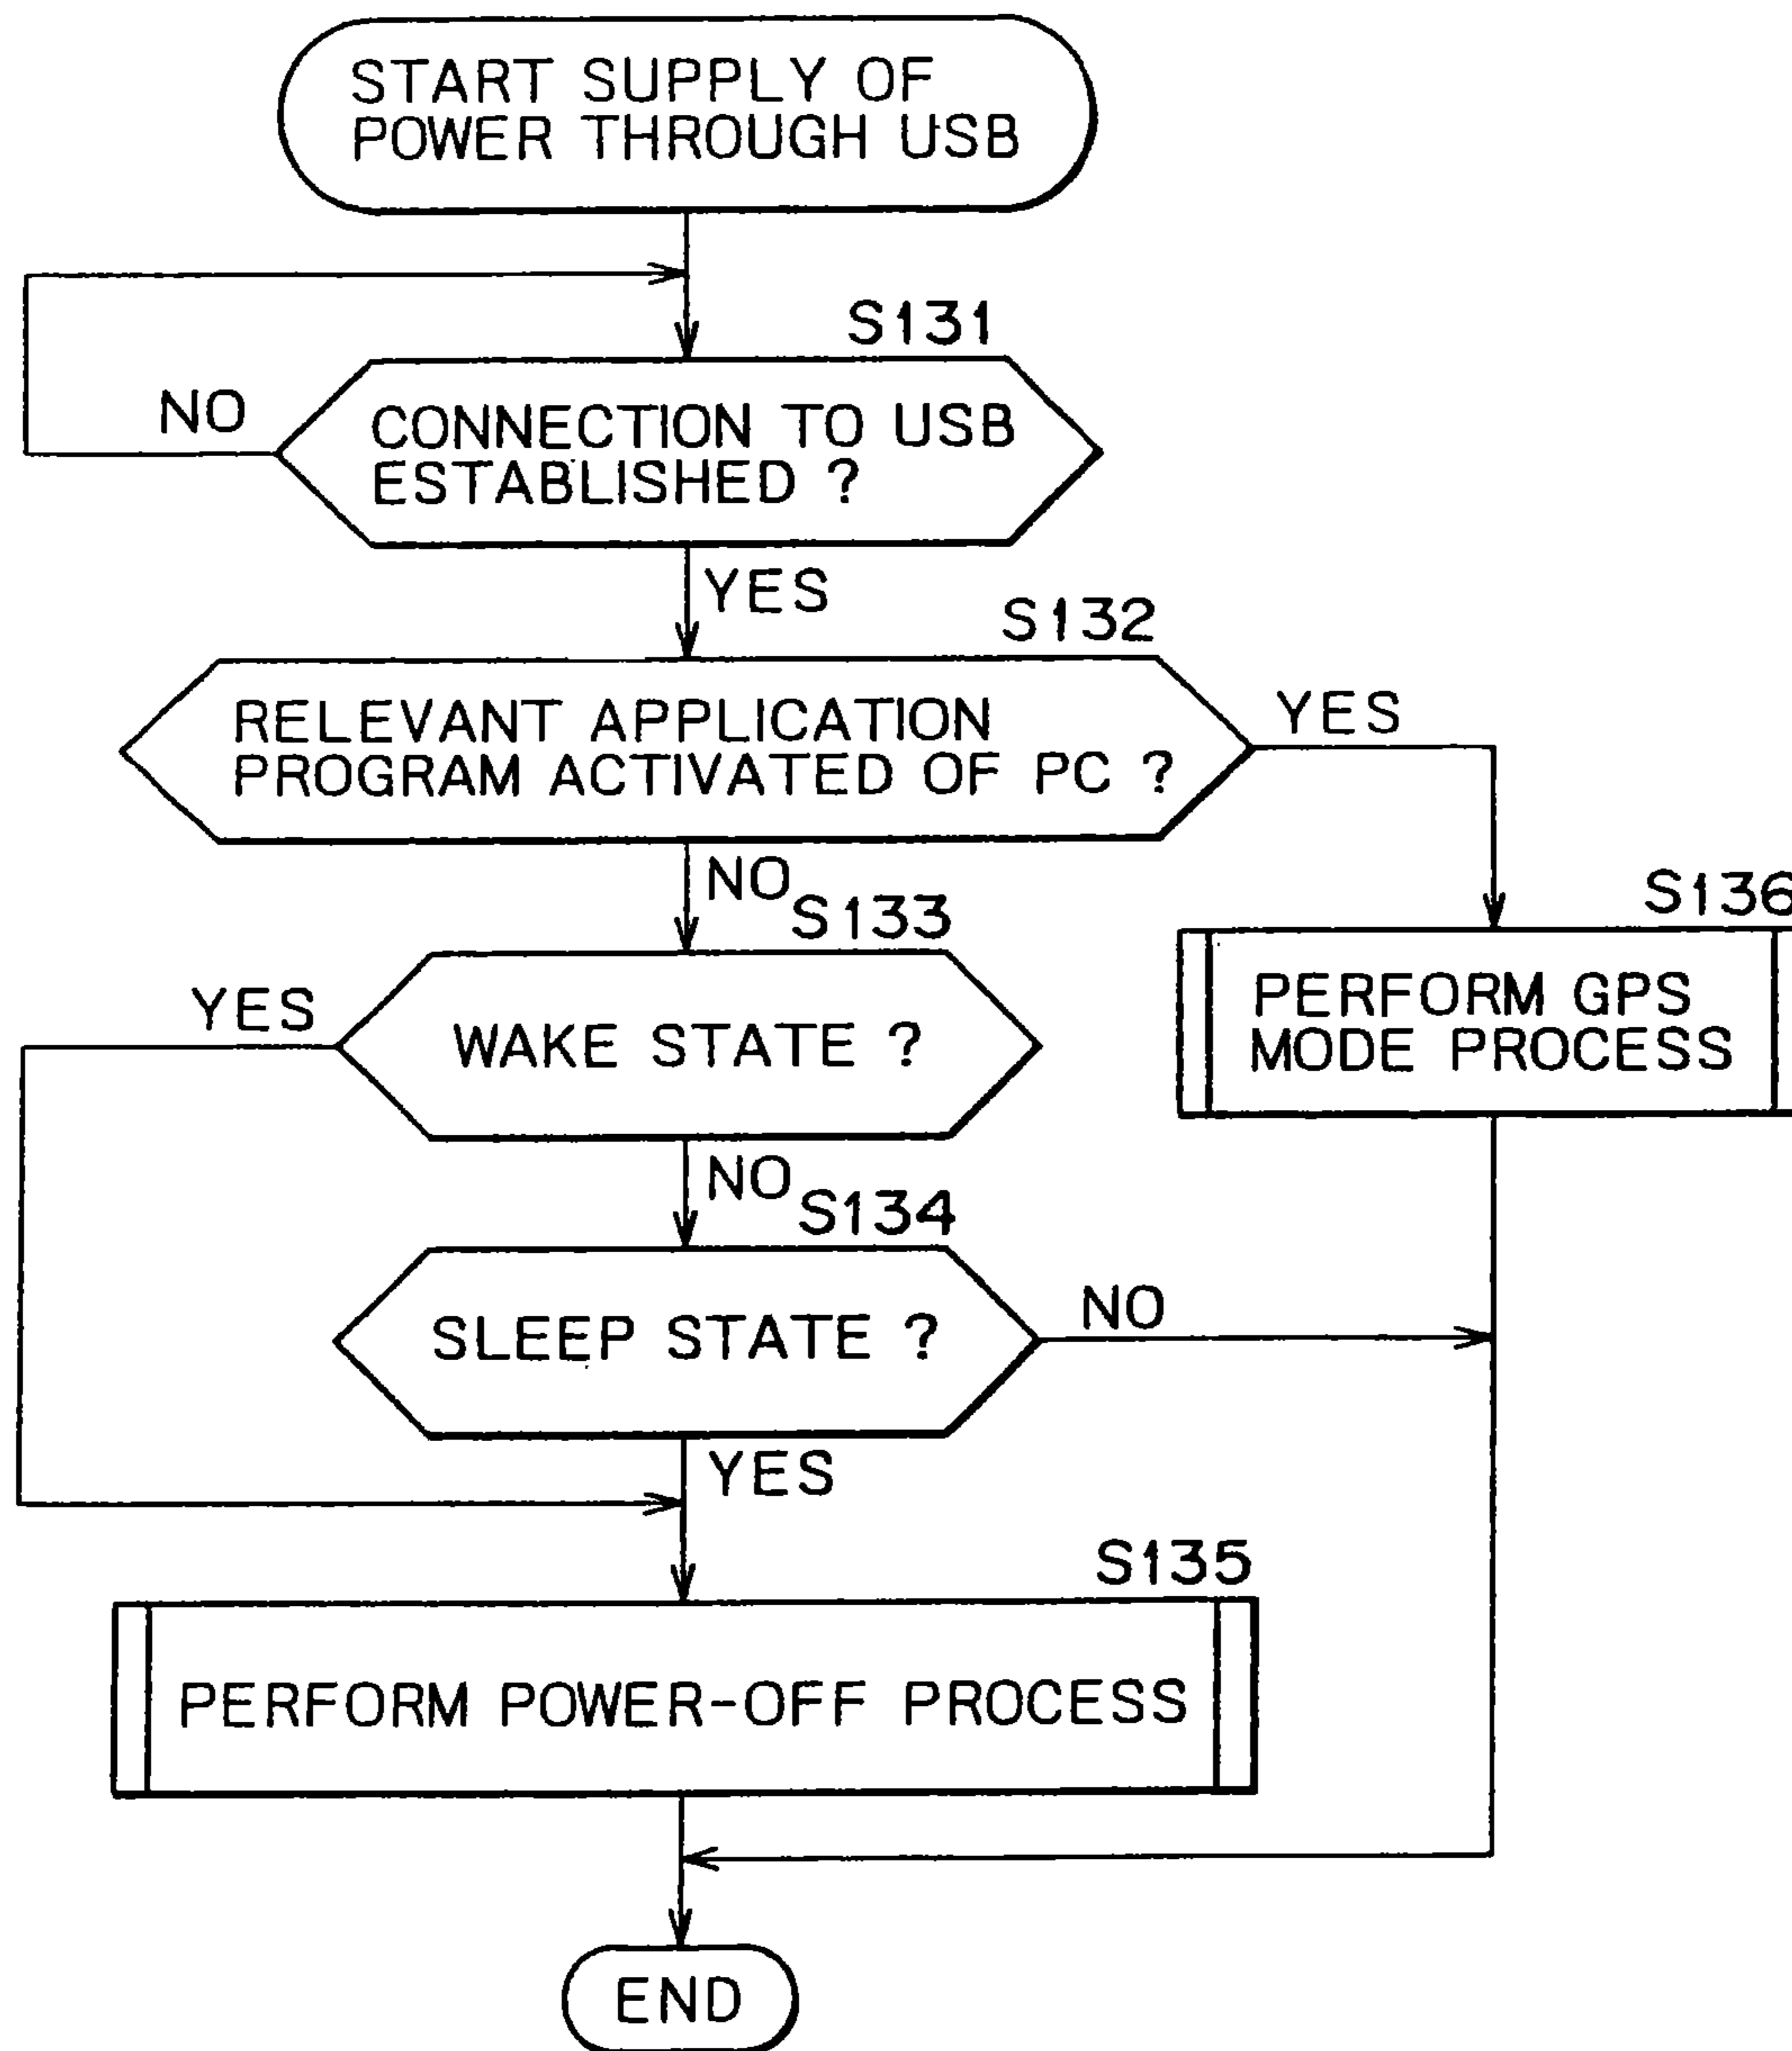 START SUPPLY OF
POWER THROUGH USB
S131
NO
CONNECTION TO USB
ESTABLISHED ?
YES
S132
RELEVANT APPLICATION
PROGRAM ACTIVATED OF PC ?
YES
NO
S133
S136
YES
WAKE STATE ?
PERFORM GPS
MODE PROCESS
NO
S134
SLEEP STATE ?
NO
YES
S135
PERFORM POWER-OFF PROCESS
END